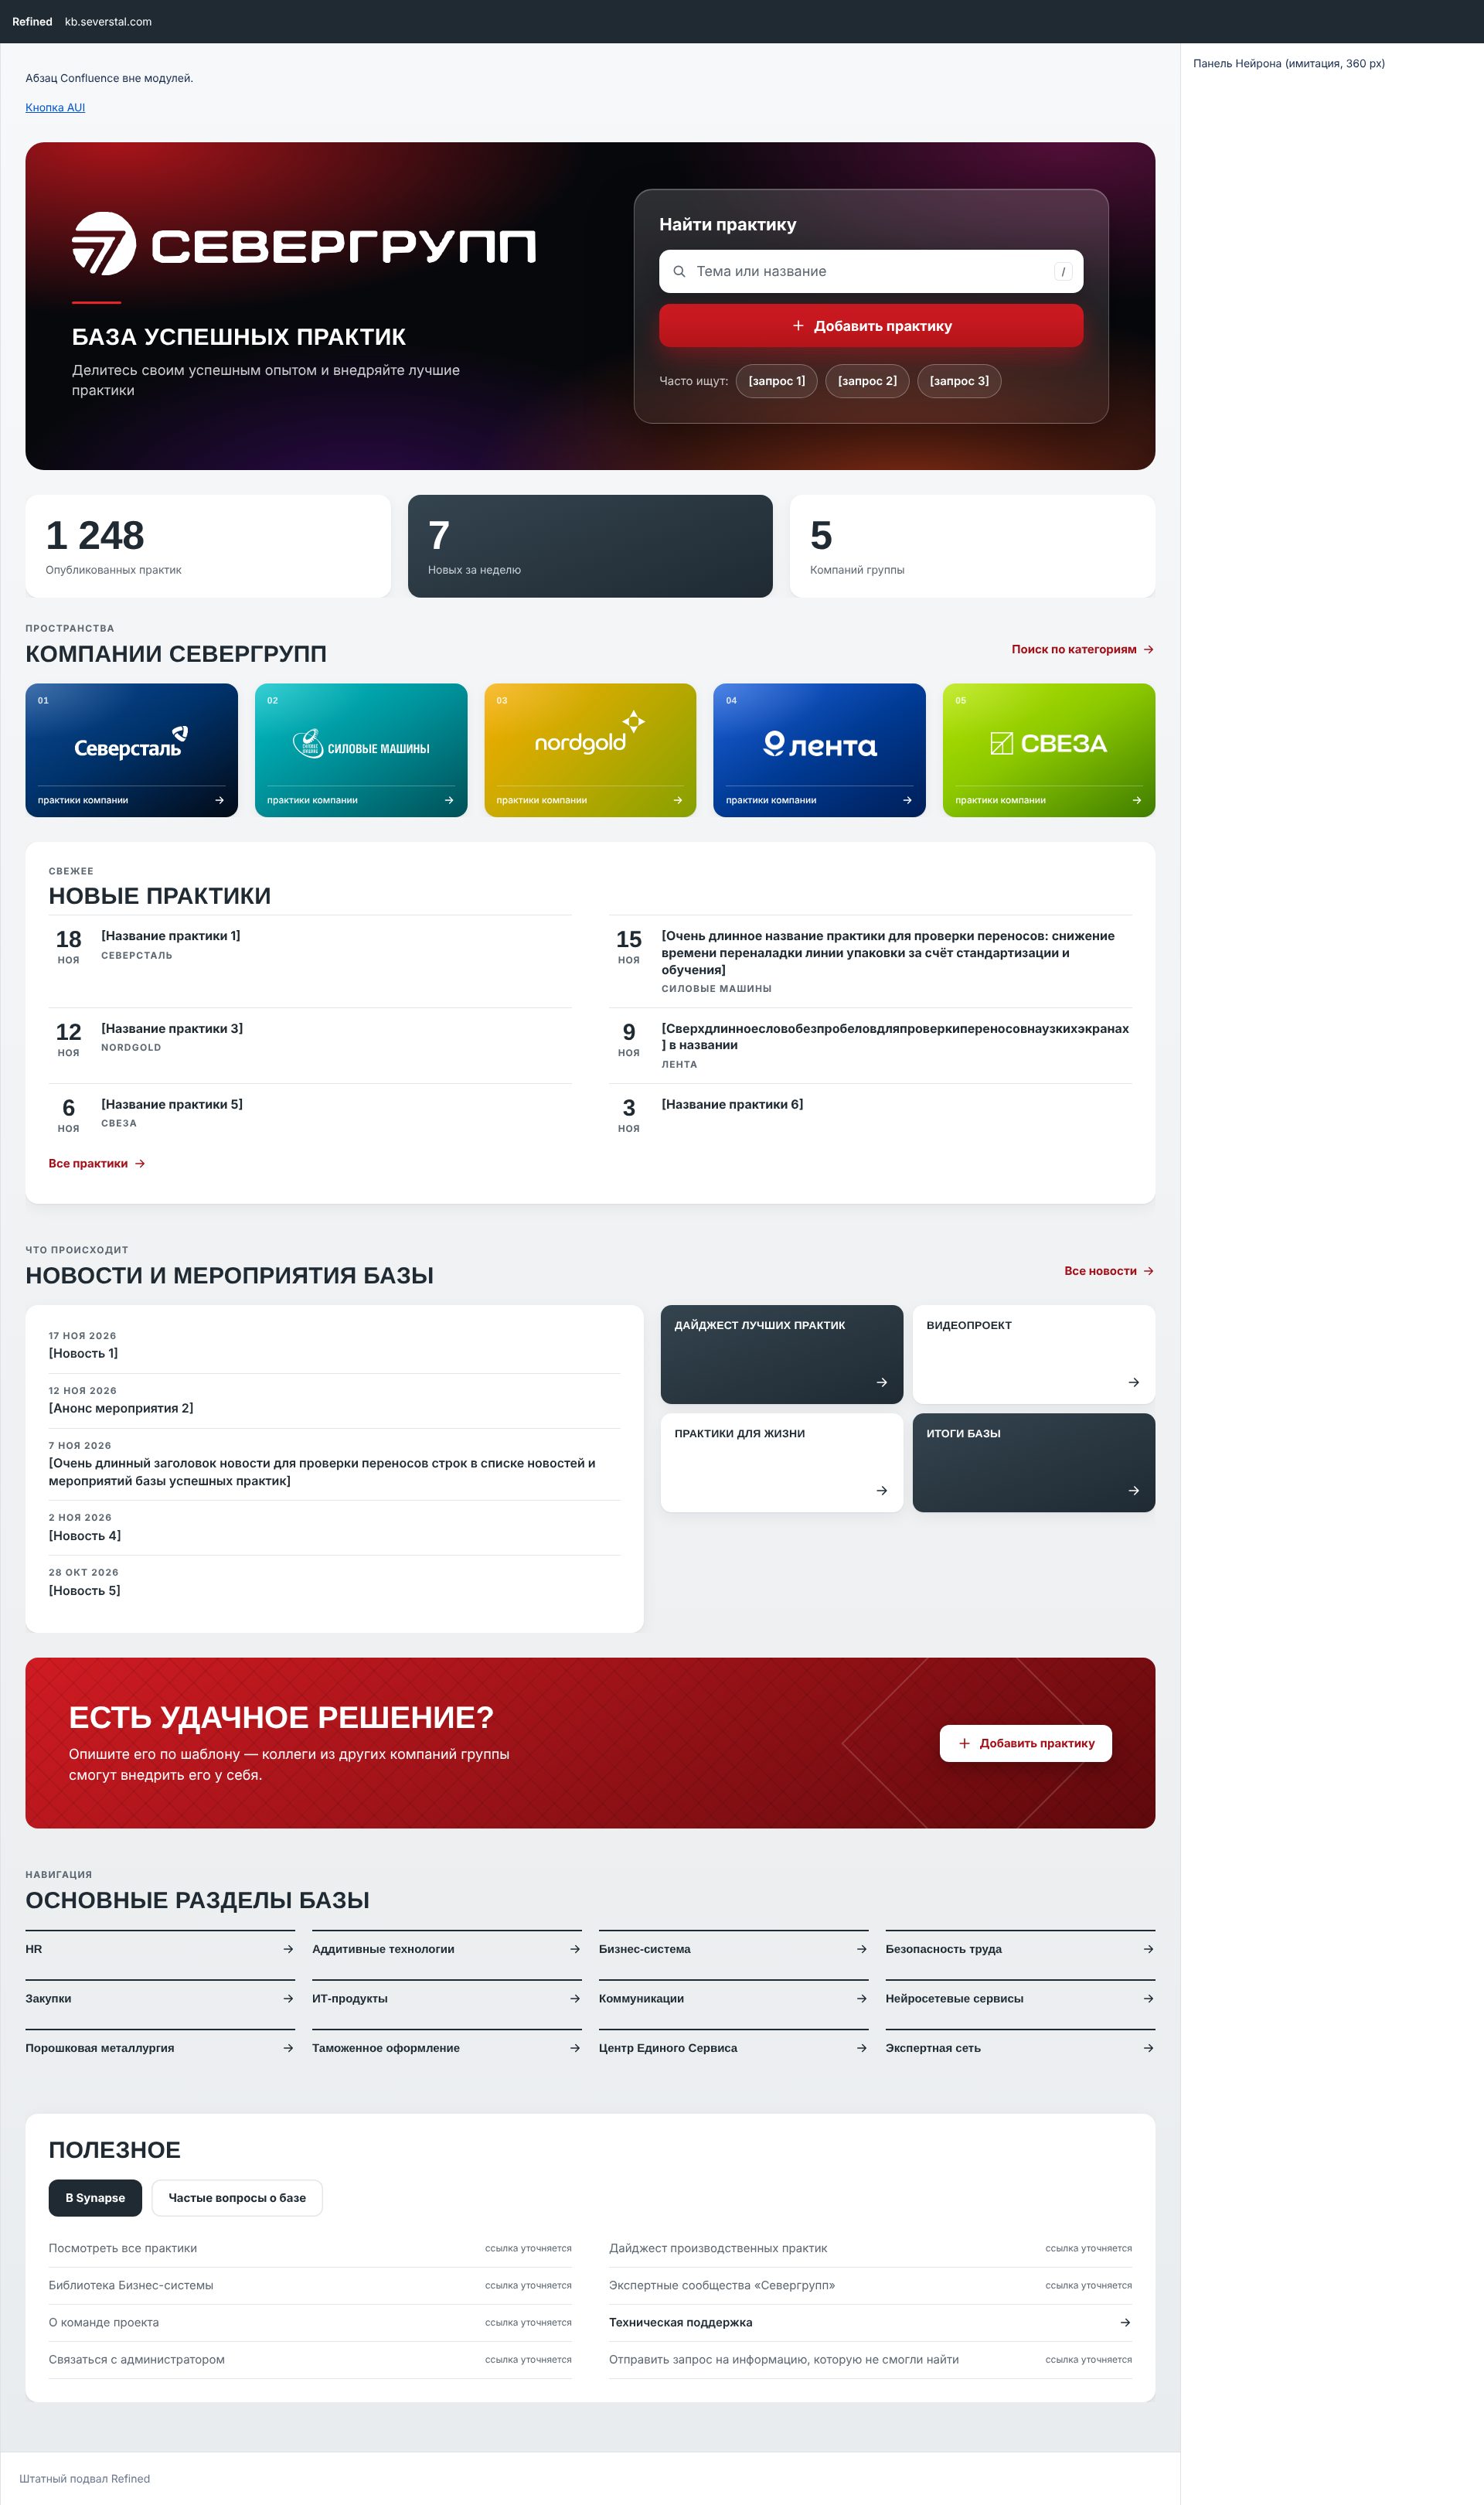 Refined kb.severstal.com
Панель Нейрона (имитация, 360 px)
Абзац Confluence вне модулей.
Кнопка AUI
СЕВЕРГРУПП
БАЗА УСПЕШНЫХ ПРАКТИК
Делитесь своим успешным опытом и внедряйте лучшие
практики
Найти практику
Тема или название /
+ Добавить практику
Часто ищут: [запрос 1] [запрос 2] [запрос 3]
1 248
Опубликованных практик
7
Новых за неделю
5
Компаний группы
ПРОСТРАНСТВА
КОМПАНИИ СЕВЕРГРУПП
Поиск по категориям →
01
Северсталь
практики компании →
02
СИЛОВЫЕ МАШИНЫ
практики компании →
03
nordgold
практики компании →
04
лента
практики компании →
05
СВЕЗА
практики компании →
СВЕЖЕЕ
НОВЫЕ ПРАКТИКИ
18 НОЯ
[Название практики 1]
СЕВЕРСТАЛЬ
15 НОЯ
[Очень длинное название практики для проверки переносов: снижение
времени переналадки линии упаковки за счёт стандартизации и
обучения]
СИЛОВЫЕ МАШИНЫ
12 НОЯ
[Название практики 3]
NORDGOLD
9 НОЯ
[Сверхдлинноесловобезпробеловдляпроверкипереносовнаузкихэкранах
] в названии
ЛЕНТА
6 НОЯ
[Название практики 5]
СВЕЗА
3 НОЯ
[Название практики 6]
Все практики →
ЧТО ПРОИСХОДИТ
НОВОСТИ И МЕРОПРИЯТИЯ БАЗЫ
Все новости →
17 НОЯ 2026
[Новость 1]
12 НОЯ 2026
[Анонс мероприятия 2]
7 НОЯ 2026
[Очень длинный заголовок новости для проверки переносов строк в списке новостей и
мероприятий базы успешных практик]
2 НОЯ 2026
[Новость 4]
28 ОКТ 2026
[Новость 5]
ДАЙДЖЕСТ ЛУЧШИХ ПРАКТИК →
ВИДЕОПРОЕКТ →
ПРАКТИКИ ДЛЯ ЖИЗНИ →
ИТОГИ БАЗЫ →
ЕСТЬ УДАЧНОЕ РЕШЕНИЕ?
Опишите его по шаблону — коллеги из других компаний группы
смогут внедрить его у себя.
+ Добавить практику
НАВИГАЦИЯ
ОСНОВНЫЕ РАЗДЕЛЫ БАЗЫ
HR →
Аддитивные технологии →
Бизнес-система →
Безопасность труда →
Закупки →
ИТ-продукты →
Коммуникации →
Нейросетевые сервисы →
Порошковая металлургия →
Таможенное оформление →
Центр Единого Сервиса →
Экспертная сеть →
ПОЛЕЗНОЕ
В Synapse
Частые вопросы о базе
Посмотреть все практики ссылка уточняется
Дайджест производственных практик ссылка уточняется
Библиотека Бизнес-системы ссылка уточняется
Экспертные сообщества «Севергрупп» ссылка уточняется
О команде проекта ссылка уточняется
Техническая поддержка →
Связаться с администратором ссылка уточняется
Отправить запрос на информацию, которую не смогли найти ссылка уточняется
Штатный подвал Refined